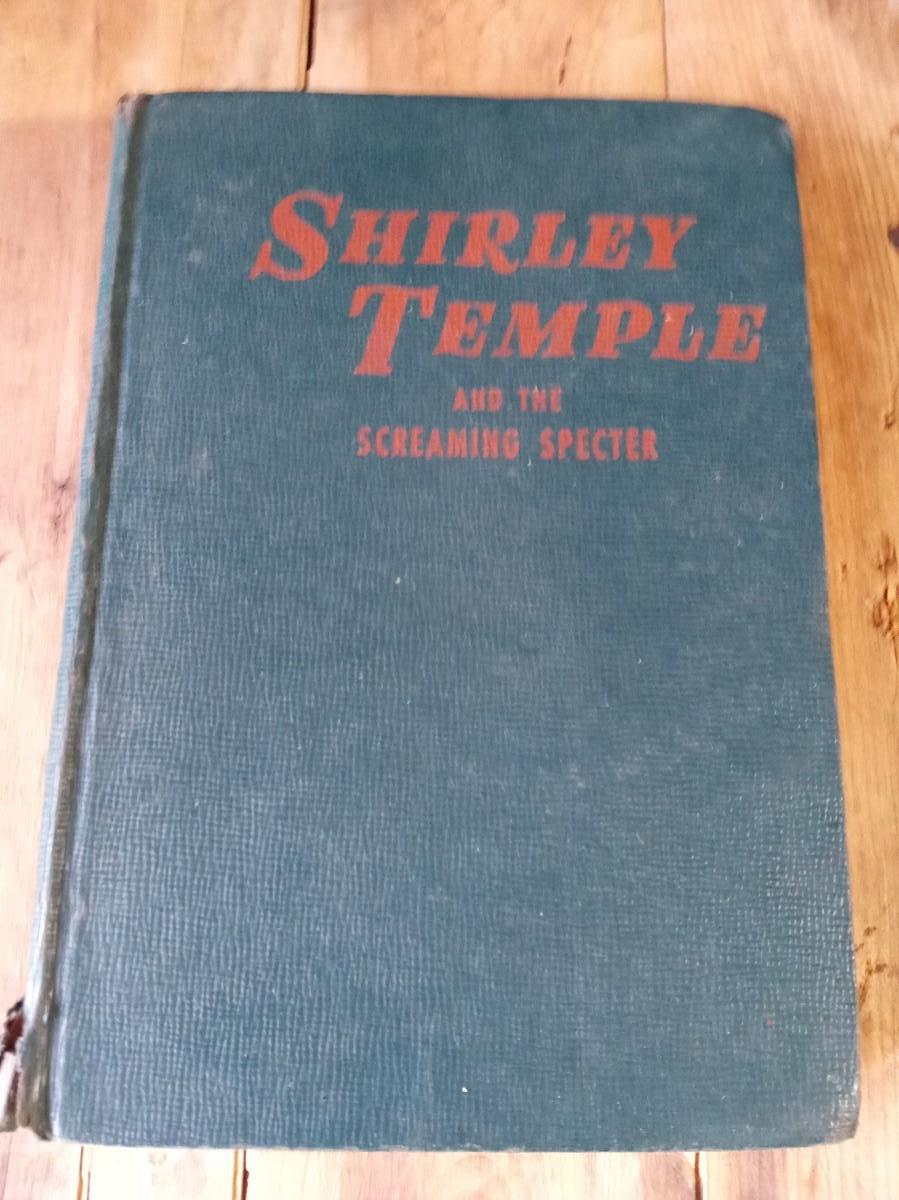 SHIRLEY
TEMPLE
AND THE
SCREAMING SPECTER